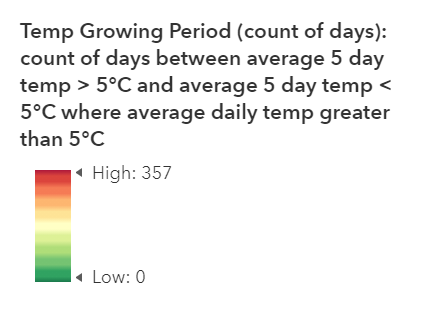 Temp Growing Period (count of days):
count of days between average 5 day
temp > 5°C and average 5 day temp <
5°C where average daily temp greater
than 5°C
High: 357
Low: 0